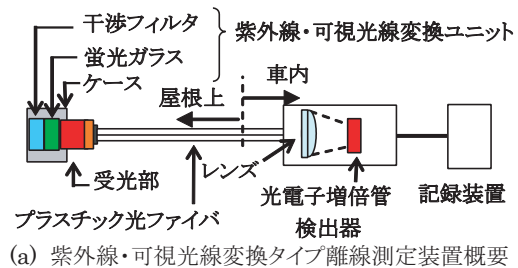 干渉フィルタ
蛍光ガラス
ケース
紫外線・可視光線変換ユニット
屋根上
車内
受光部
レンズ
プラスチック光ファイバ
光電子増倍管
検出器
記録装置
(a) 紫外線・可視光線変換タイプ離線測定装置概要